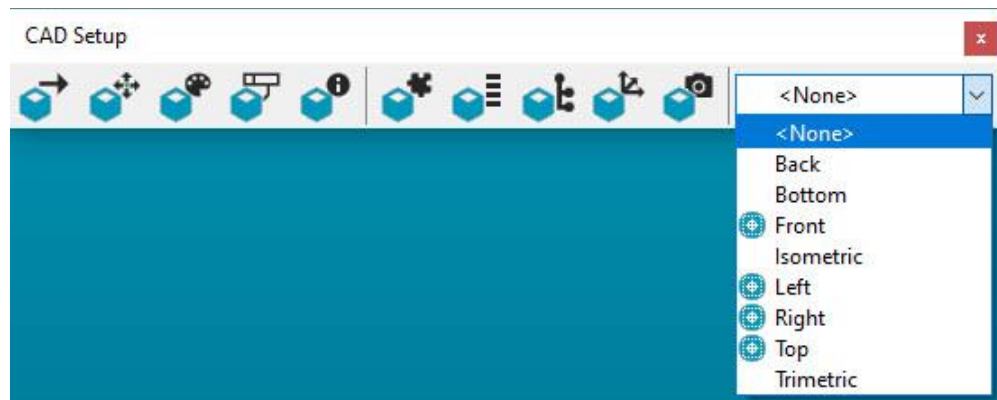 CAD Setup
<None>
<None>
Back
Bottom
Front
Isometric
Left
Right
Top
Trimetric